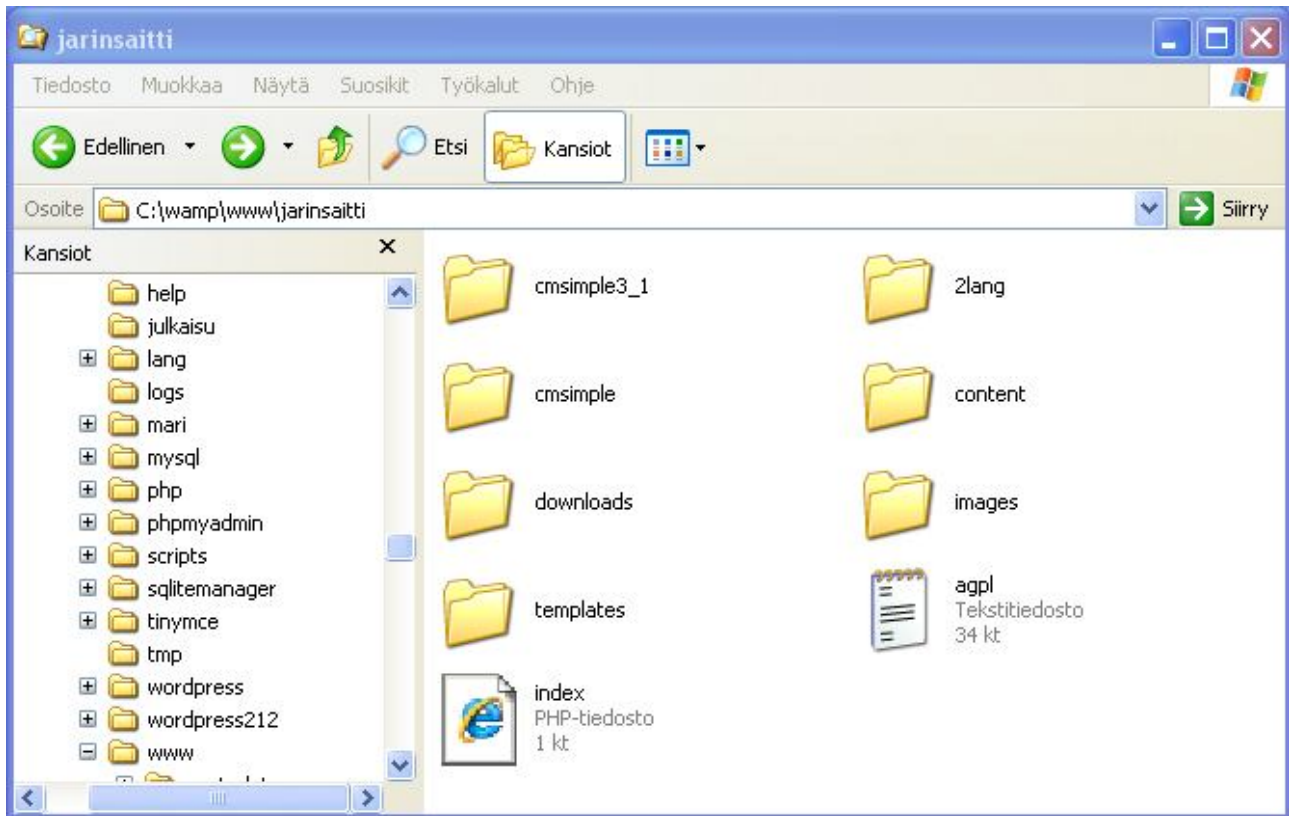 jarinsaitti
Tiedosto Muokkaa Näytä Suosikit Työkalut Ohje
Edellinen Etsi Kansiot
Osoite C:\wamp\www\jarinsaitti Siirry
Kansiot
help
julkaisu
lang
logs
mari
mysql
php
phpmyadmin
scripts
sqlitemanager
tinymce
tmp
wordpress
wordpress212
www
cmsimple3_1
2lang
cmsimple
content
downloads
images
templates
agpl
Tekstitiedosto
34 kt
index
PHP-tiedosto
1 kt